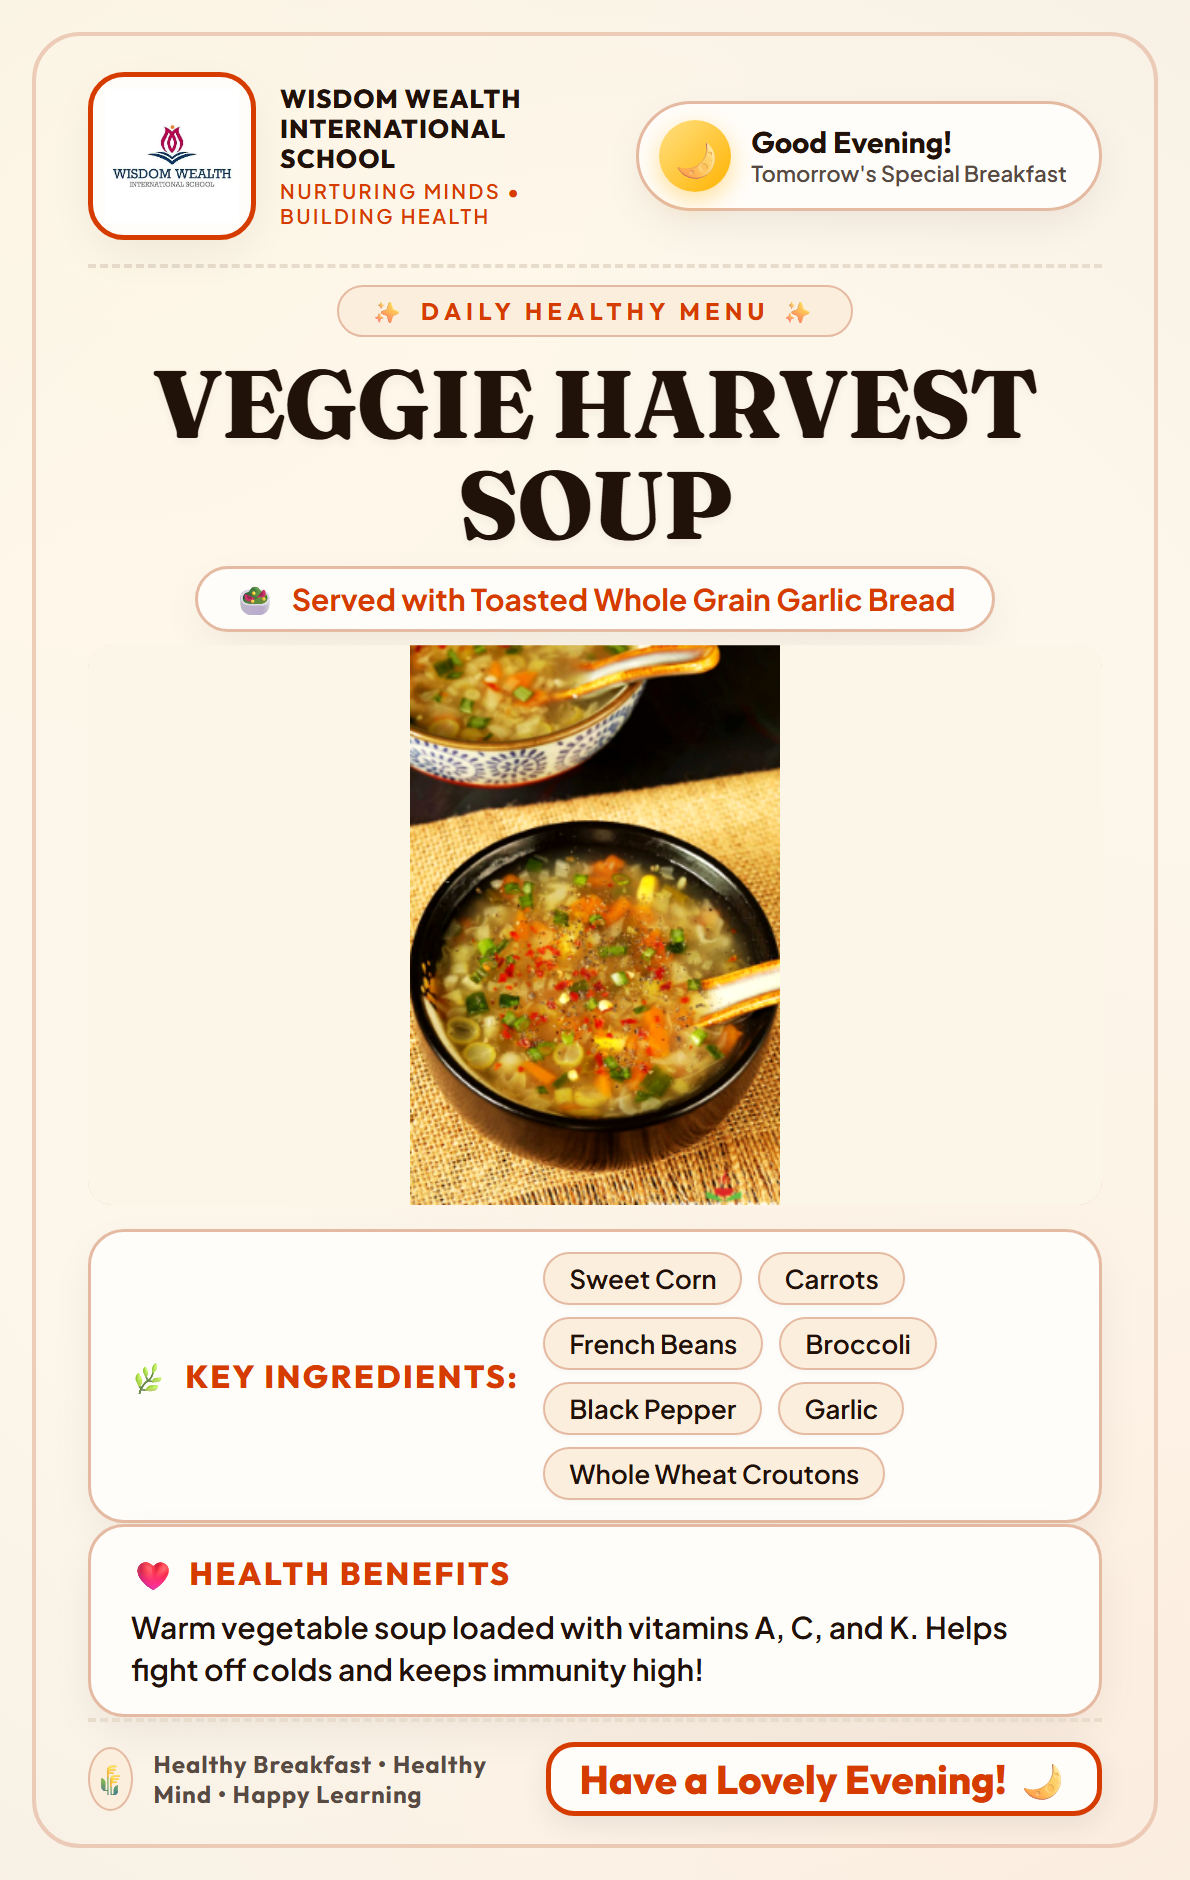 WISDOM WEALTH
INTERNATIONAL SCHOOL
WISDOM WEALTH
INTERNATIONAL
SCHOOL
NURTURING MINDS •
BUILDING HEALTH
Good Evening!
Tomorrow's Special Breakfast
DAILY HEALTHY MENU
VEGGIE HARVEST
SOUP
Served with Toasted Whole Grain Garlic Bread
KEY INGREDIENTS:
Sweet Corn
Carrots
French Beans
Broccoli
Black Pepper
Garlic
Whole Wheat Croutons
HEALTH BENEFITS
Warm vegetable soup loaded with vitamins A, C, and K. Helps
fight off colds and keeps immunity high!
Healthy Breakfast • Healthy
Mind • Happy Learning
Have a Lovely Evening!